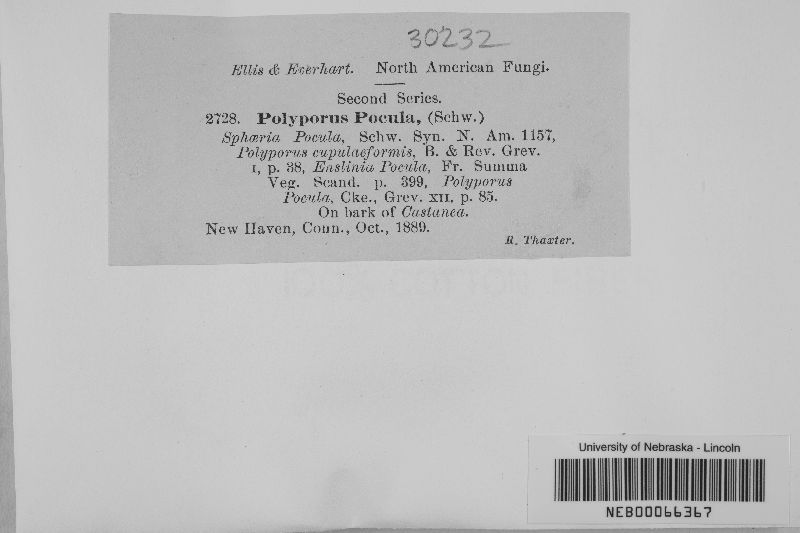 30232
Ellis & Everhart. North American Fungi.
Second Series.
2728. Polyporus Pocula, (Schw.)
Sphæria Pocula, Schw. Syn. N. Am. 1157,
Polyporus cupulaeformis, B. & Rev. Grev.
I, p. 38, Enslinia Pocula, Fr. Summa
Veg. Scand. p. 399, Polyporus
Pocula, Cke., Grev. XII, p. 85.
On bark of Castanea.
New Haven, Conn., Oct., 1889.
R. Thaxter.
University of Nebraska - Lincoln
NEB00066367